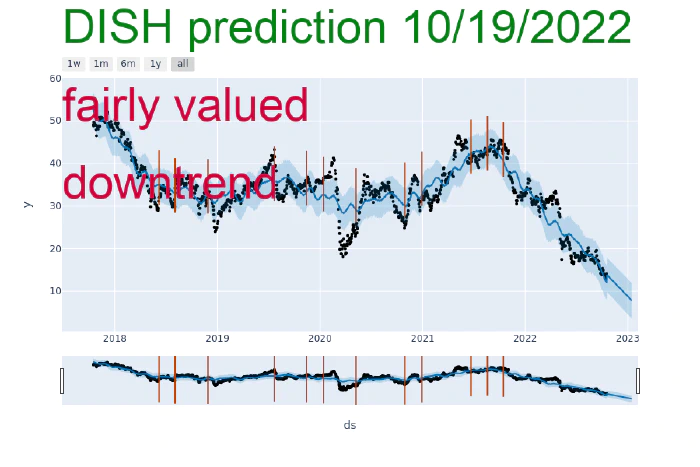 DISH prediction 10/19/2022
1w 1m 6m 1y all
60
fairly valued
50
40
downtrend
30
20
10
y
2018 2019 2020 2021 2022 2023
ds